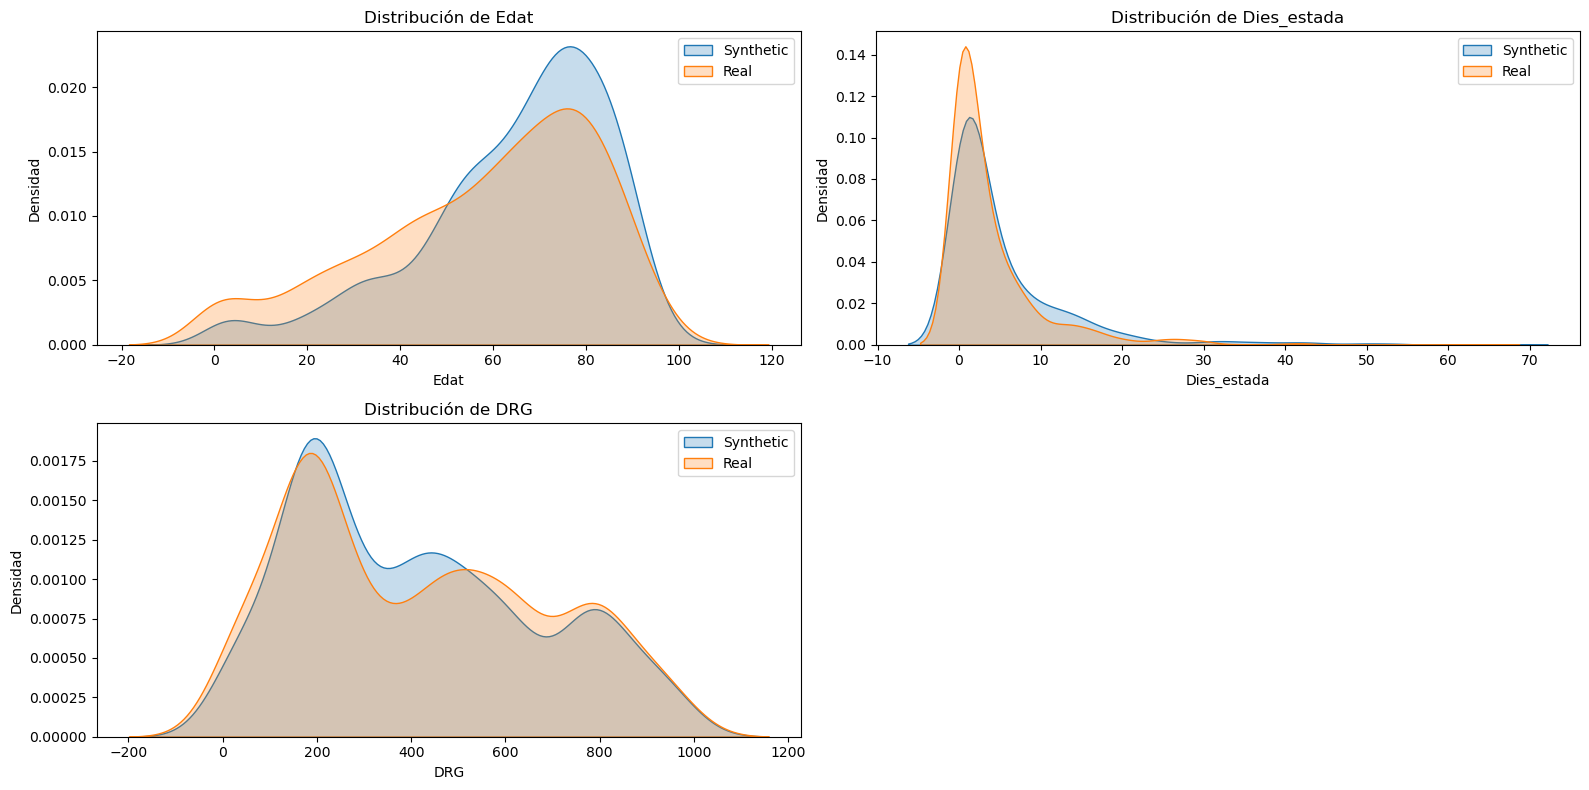 Distribución de Edat
Synthetic
Real
Densidad
0.020
0.015
0.010
0.005
0.000
−20 0 20 40 60 80 100 120
Edat
Distribución de Dies_estada
Synthetic
Real
Densidad
0.14
0.12
0.10
0.08
0.06
0.04
0.02
0.00
−10 0 10 20 30 40 50 60 70
Dies_estada
Distribución de DRG
Synthetic
Real
Densidad
0.00175
0.00150
0.00125
0.00100
0.00075
0.00050
0.00025
0.00000
−200 0 200 400 600 800 1000 1200
DRG